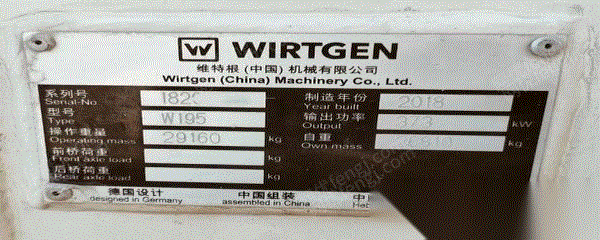 W WIRTGEN
维特根(中国)机械有限公司
Wirtgen (China) Machinery Co., Ltd.
系列号 1823
Serial-No.
制造年份 2018
Year built
型号 W195
Type
输出功率 kW
Output
操作重量 29160 kg
Operating mass
自重 kg
Own mass
前桥荷重 kg
Front axle load
后桥荷重 kg
Rear axle load
德国设计
designed in Germany
中国组装
assembled in China